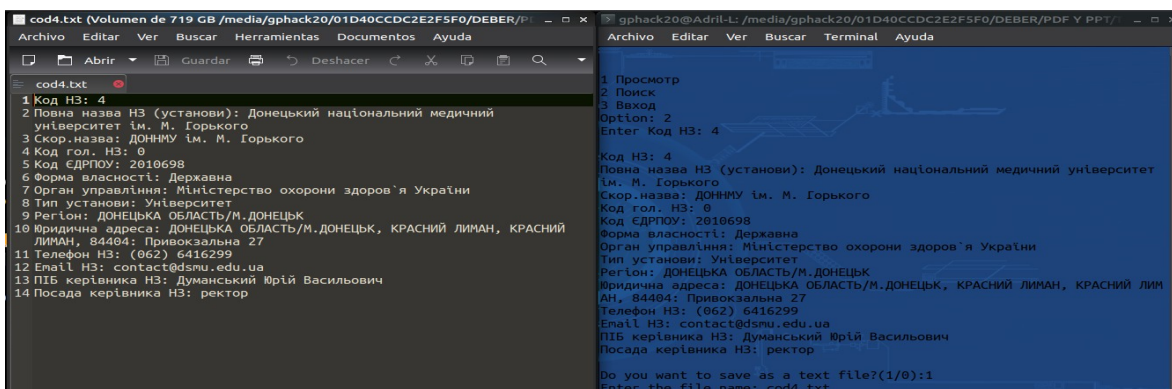 cod4.txt (Volumen de 719 GB /media/gphack20/01D40CCDC2E2F5F0/DEBER/P
Archivo Editar Ver Buscar Herramientas Documentos Ayuda
Abrir Guardar Deshacer
cod4.txt
1 Код НЗ: 4
2 Повна назва НЗ (установи): Донецький національний медичний
університет ім. М. Горького
3 Скор.назва: ДОННМУ ім. М. Горького
4 Код гол. НЗ: 0
5 Код ЄДРПОУ: 2010698
6 Форма власності: Державна
7 Орган управління: Міністерство охорони здоров`я України
8 Тип установи: Університет
9 Регіон: ДОНЕЦЬКА ОБЛАСТЬ/М.ДОНЕЦЬК
10 Юридична адреса: ДОНЕЦЬКА ОБЛАСТЬ/М.ДОНЕЦЬК, КРАСНИЙ ЛИМАН, КРАСНИЙ
ЛИМАН, 84404: Привокзальна 27
11 Телефон НЗ: (062) 6416299
12 Email НЗ: contact@dsmu.edu.ua
13 ПІБ керівника НЗ: Думанський Юрій Васильович
14 Посада керівника НЗ: ректор
gphack20@Adril-L: /media/gphack20/01D40CCDC2E2F5F0/DEBER/PDF Y PPT/
Archivo Editar Ver Buscar Terminal Ayuda
1 Просмотр
2 Поиск
3 Ввход
Option: 2
Enter Код НЗ: 4
Код НЗ: 4
Повна назва НЗ (установи): Донецький національний медичний університет
ім. М. Горького
Скор.назва: ДОННМУ ім. М. Горького
Код гол. НЗ: 0
Код ЄДРПОУ: 2010698
Форма власності: Державна
Орган управління: Міністерство охорони здоров`я України
Тип установи: Університет
Регіон: ДОНЕЦЬКА ОБЛАСТЬ/М.ДОНЕЦЬК
Юридична адреса: ДОНЕЦЬКА ОБЛАСТЬ/М.ДОНЕЦЬК, КРАСНИЙ ЛИМАН, КРАСНИЙ ЛИМ
АН, 84404: Привокзальна 27
Телефон НЗ: (062) 6416299
Email НЗ: contact@dsmu.edu.ua
ПІБ керівника НЗ: Думанський Юрій Васильович
Посада керівника НЗ: ректор
Do you want to save as a text file?(1/0):1
Enter the file name: cod4.txt